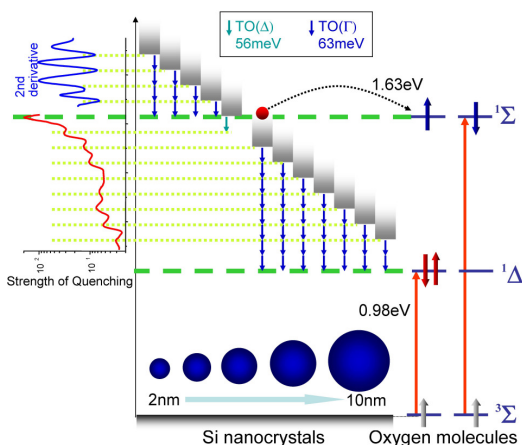 TO(Δ)
56meV
TO(Γ)
63meV
2nd
derivative
1.63eV
¹Σ
10² 10¹
Strength of Quenching
¹Δ
0.98eV
2nm
10nm
³Σ
Si nanocrystals
Oxygen molecules